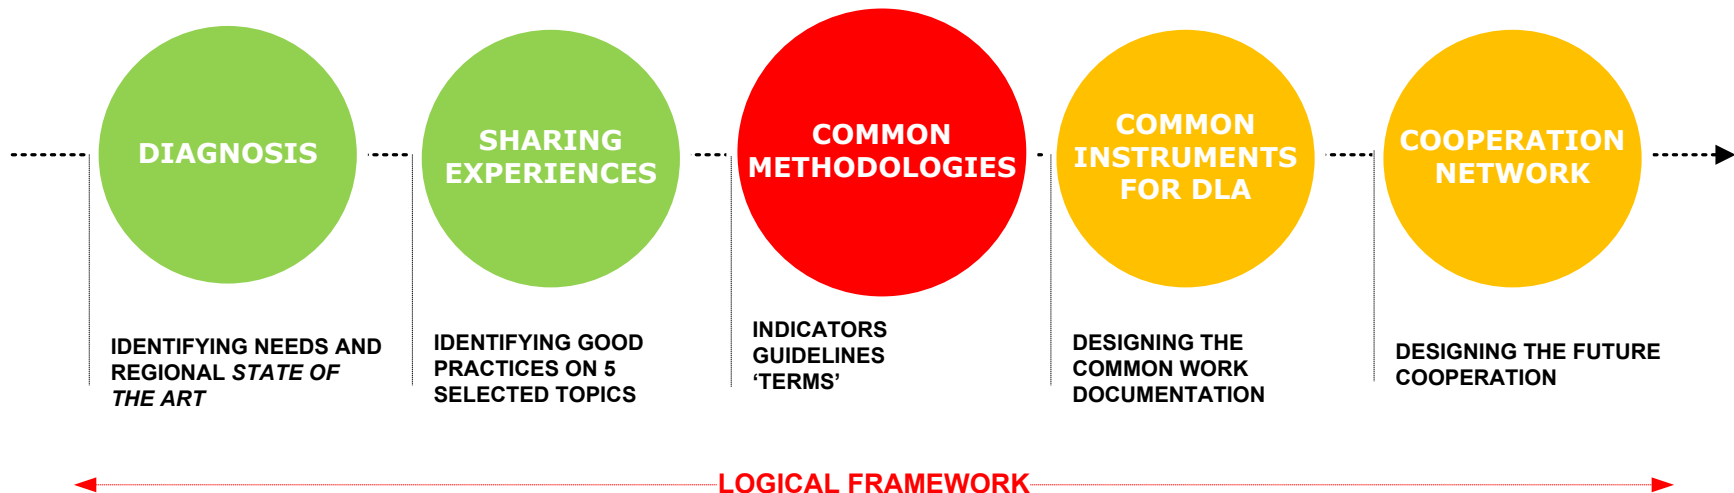 DIAGNOSIS
SHARING
EXPERIENCES
COMMON
METHODOLOGIES
COMMON
INSTRUMENTS
FOR DLA
COOPERATION
NETWORK
IDENTIFYING NEEDS AND
REGIONAL STATE OF
THE ART
IDENTIFYING GOOD
PRACTICES ON 5
SELECTED TOPICS
INDICATORS
GUIDELINES
‘TERMS’
DESIGNING THE
COMMON WORK
DOCUMENTATION
DESIGNING THE FUTURE
COOPERATION
LOGICAL FRAMEWORK